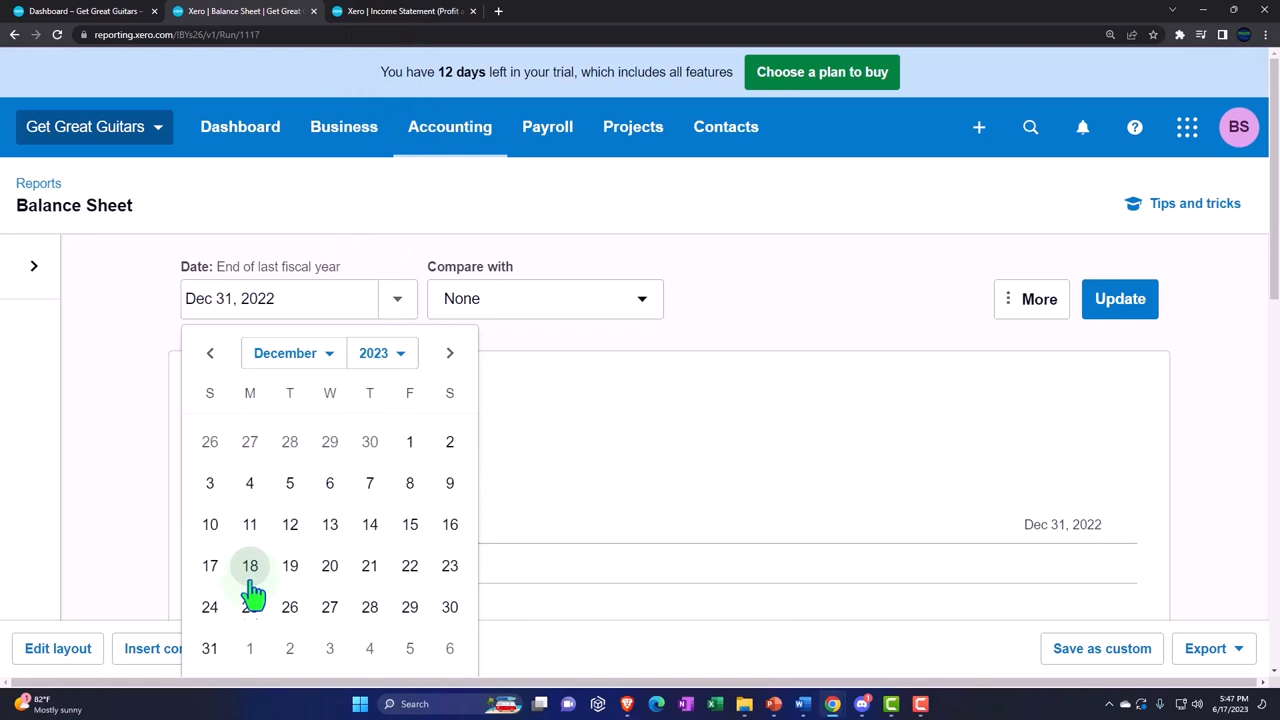 Dashboard – Get Great Guitars –
Xero | Balance Sheet | Get Great G
Xero | Income Statement (Profit a
reporting.xero.com/!BYs26/v1/Run/1117
You have 12 days left in your trial, which includes all features
Choose a plan to buy
Get Great Guitars
Dashboard
Business
Accounting
Payroll
Projects
Contacts
BS
Reports
Balance Sheet
Tips and tricks
Date: End of last fiscal year
Compare with
Dec 31, 2022
None
More
Update
December
2023
S M T W T F S
26 27 28 29 30 1 2
3 4 5 6 7 8 9
10 11 12 13 14 15 16
Dec 31, 2022
17 18 19 20 21 22 23
24 26 27 28 29 30
31 1 2 3 4 5 6
Edit layout
Insert con
Save as custom
Export
82°F
Mostly sunny
Search
5:47 PM
6/17/2023